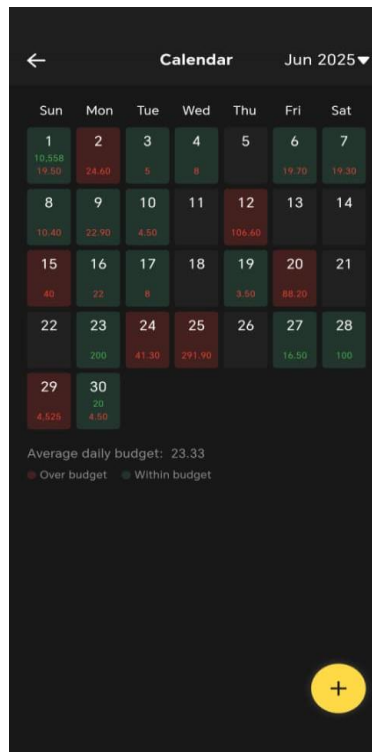 Calendar Jun 2025
Sun Mon Tue Wed Thu Fri Sat
1 2 3 4 5 6 7
10,558
19.50 24.60 5 8 19.70 19.30
8 9 10 11 12 13 14
10.40 22.90 4.50 106.60
15 16 17 18 19 20 21
40 22 8 3.50 88.20
22 23 24 25 26 27 28
200 41.30 291.90 16.50 100
29 30
20
4,525 4.50
Average daily budget: 23.33
Over budget Within budget
+